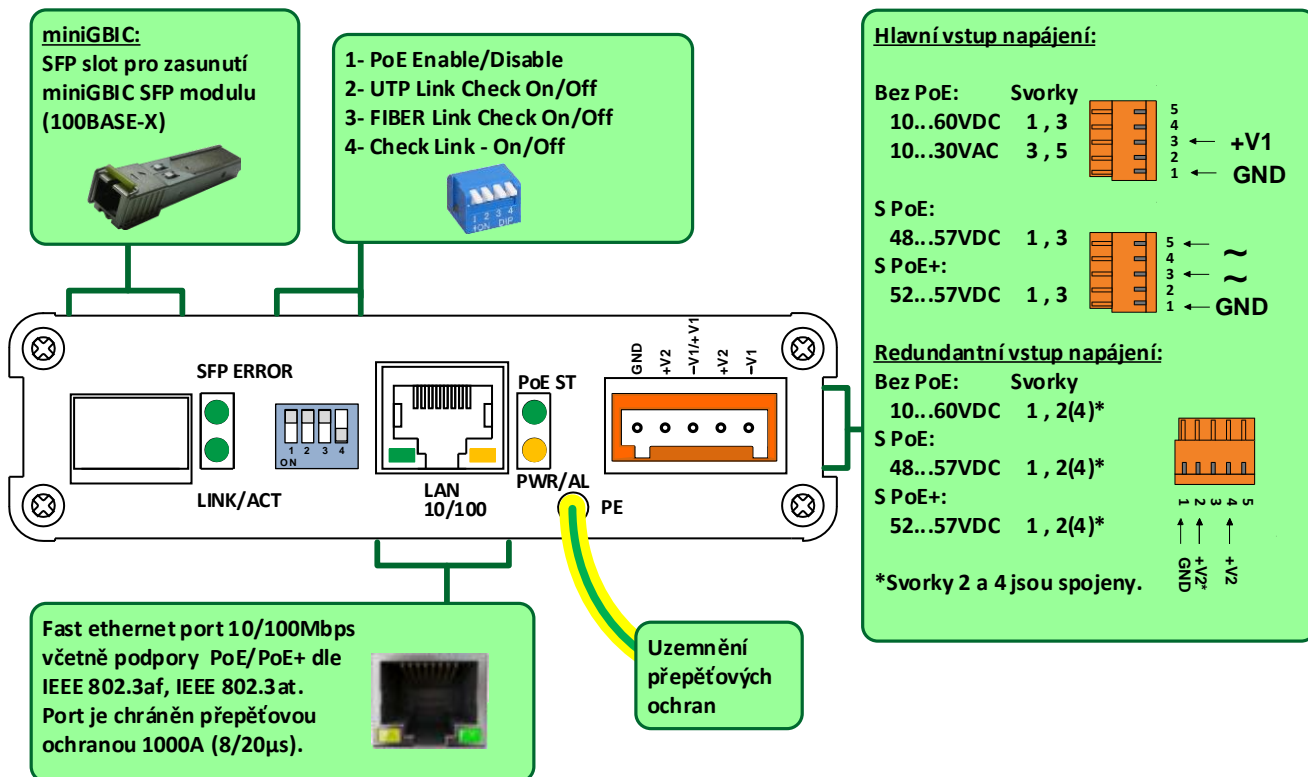 miniGBIC:
SFP slot pro zasunutí
miniGBIC SFP modulu
(100BASE-X)
1- PoE Enable/Disable
2- UTP Link Check On/Off
3- FIBER Link Check On/Off
4- Check Link - On/Off
1 2 3 4
ON DIP
Hlavní vstup napájení:
Bez PoE: Svorky
10...60VDC 1 , 3
10...30VAC 3 , 5
5
4
3 +V1
2
1 GND
S PoE:
48...57VDC 1 , 3
S PoE+:
52...57VDC 1 , 3
5 ~
4
3 ~
2
1 GND
Redundantní vstup napájení:
Bez PoE: Svorky
10...60VDC 1 , 2(4)*
S PoE:
48...57VDC 1 , 2(4)*
S PoE+:
52...57VDC 1 , 2(4)*
1 2 3 4 5
GND +V2* +V2
*Svorky 2 a 4 jsou spojeny.
SFP ERROR
LINK/ACT
1 2 3 4
ON
LAN
10/100
PoE ST
PWR/AL
GND +V2 –V1/+V1 +V2 –V1
PE
Fast ethernet port 10/100Mbps
včetně podpory PoE/PoE+ dle
IEEE 802.3af, IEEE 802.3at.
Port je chráněn přepěťovou
ochranou 1000A (8/20µs).
Uzemnění
přepěťových
ochran